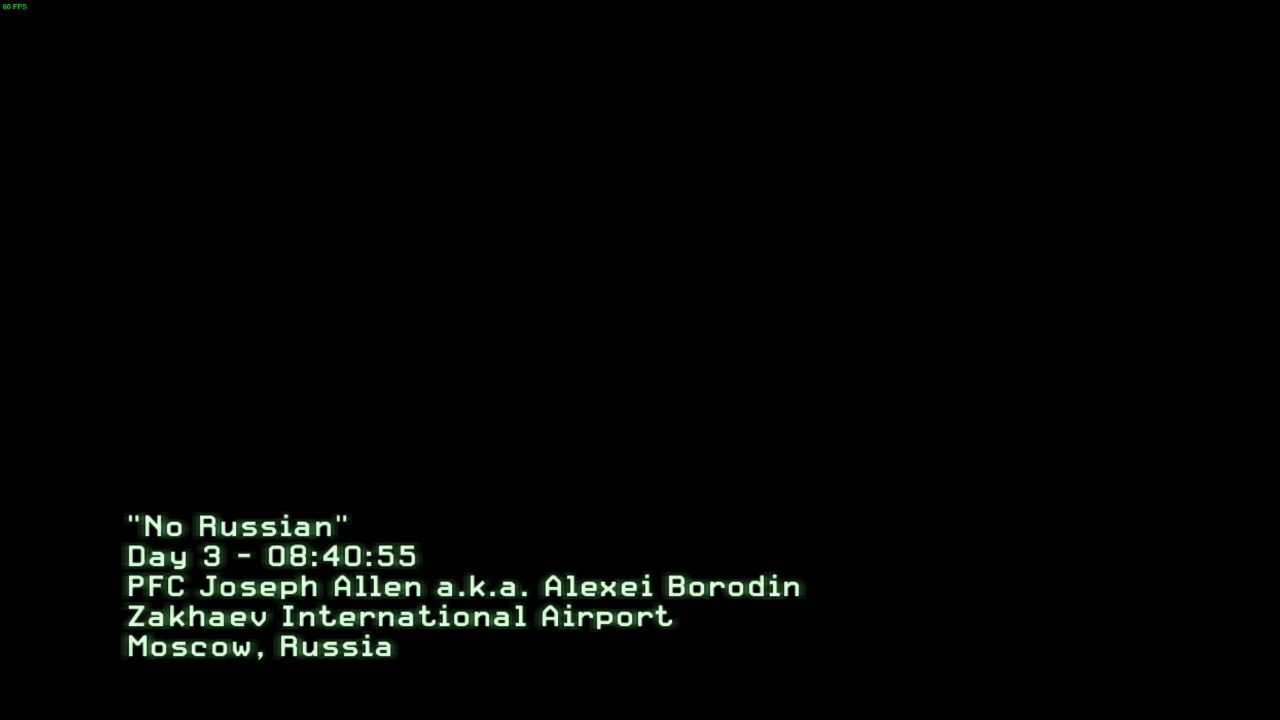 60 FPS
"No Russian"
Day 3 - 08:40:55
PFC Joseph Allen a.k.a. Alexei Borodin
Zakhaev International Airport
Moscow, Russia